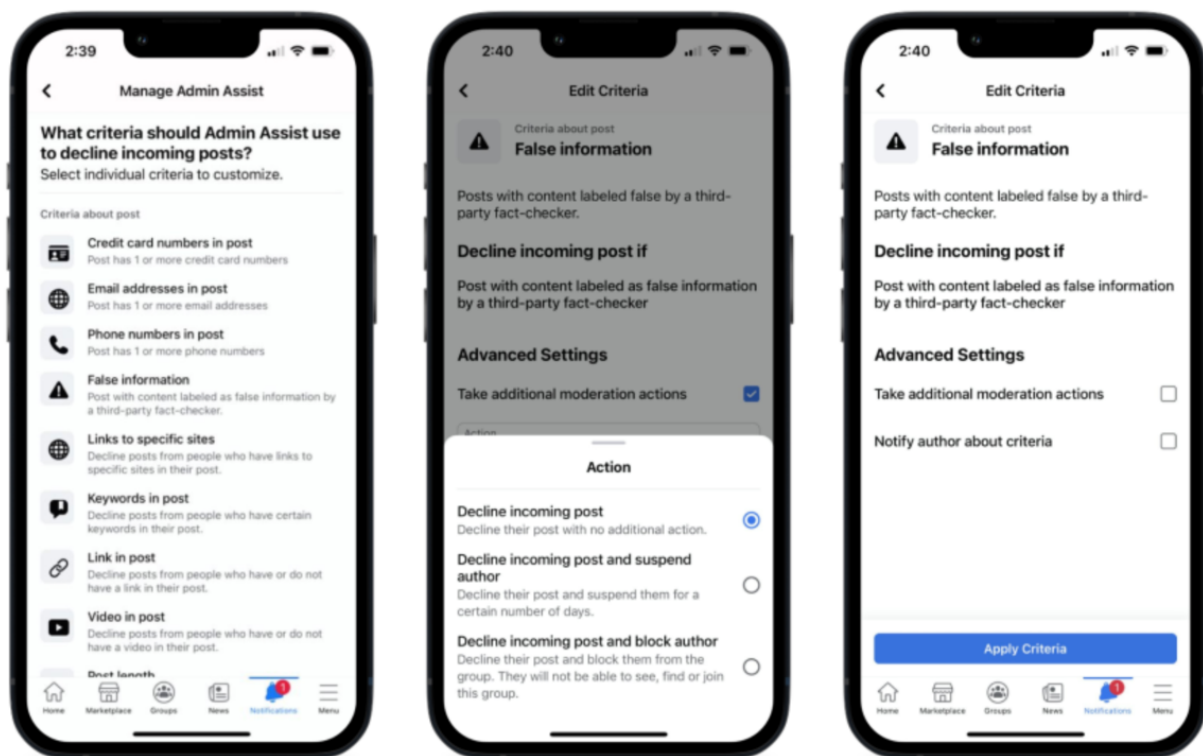 2:39
Manage Admin Assist
What criteria should Admin Assist use
to decline incoming posts?
Select individual criteria to customize.
Criteria about post
Credit card numbers in post
Post has 1 or more credit card numbers
Email addresses in post
Post has 1 or more email addresses
Phone numbers in post
Post has 1 or more phone numbers
False information
Post with content labeled as false information by
a third-party fact-checker.
Links to specific sites
Decline posts from people who have links to
specific sites in their post.
Keywords in post
Decline posts from people who have certain
keywords in their post.
Link in post
Decline posts from people who have or do not
have a link in their post.
Video in post
Decline posts from people who have or do not
have a video in their post.
Post length
1
Home Marketplace Groups News Notifications Menu
2:40
Edit Criteria
Criteria about post
False information
Posts with content labeled false by a third-
party fact-checker.
Decline incoming post if
Post with content labeled as false information
by a third-party fact-checker
Advanced Settings
Take additional moderation actions
Action
Action
Decline incoming post
Decline their post with no additional action.
Decline incoming post and suspend
author
Decline their post and suspend them for a
certain number of days.
Decline incoming post and block author
Decline their post and block them from the
group. They will not be able to see, find or join
this group.
2:40
Edit Criteria
Criteria about post
False information
Posts with content labeled false by a third-
party fact-checker.
Decline incoming post if
Post with content labeled as false information
by a third-party fact-checker
Advanced Settings
Take additional moderation actions
Notify author about criteria
Apply Criteria
1
Home Marketplace Groups News Notifications Menu